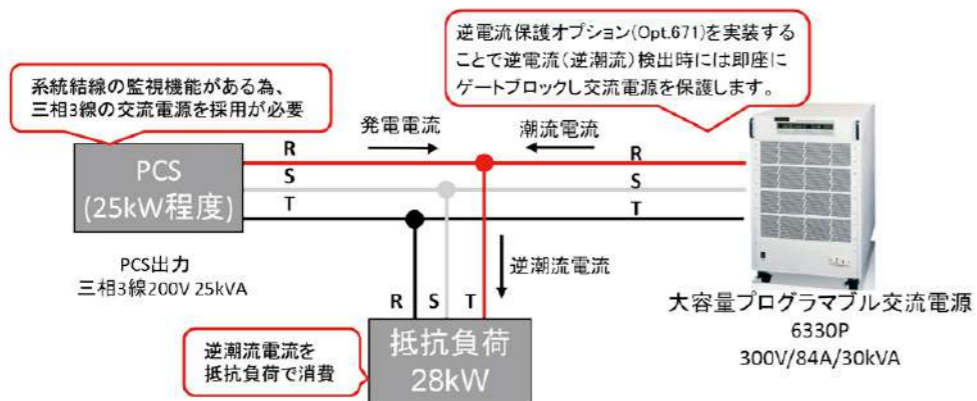 逆電流保護オプション(Opt.671)を実装する
ことで逆電流(逆潮流)検出時には即座に
ゲートブロックし交流電源を保護します。
系統結線の監視機能がある為、
三相3線の交流電源を採用が必要
発電電流
潮流電流
R
R
S
S
T
T
PCS
(25kW程度)
PCS出力
三相3線200V 25kVA
逆潮流電流
R S T
抵抗負荷
28kW
逆潮流電流を
抵抗負荷で消費
大容量プログラマブル交流電源
6330P
300V/84A/30kVA